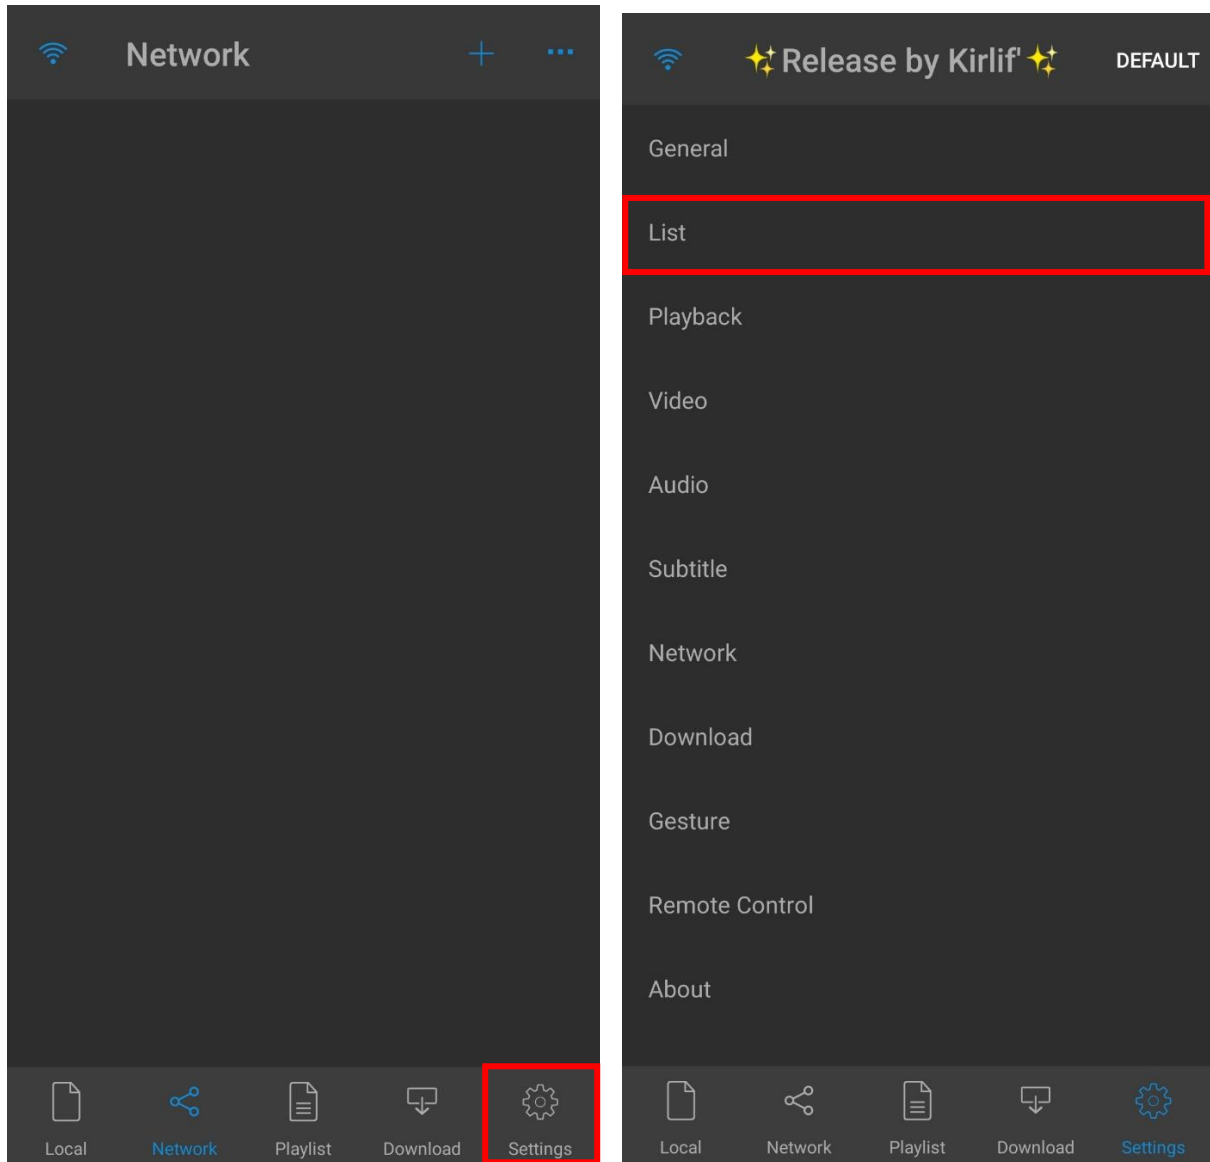 Network
Local
Network
Playlist
Download
Settings
✨Release by Kirlif'✨
DEFAULT
General
List
Playback
Video
Audio
Subtitle
Network
Download
Gesture
Remote Control
About
Local
Network
Playlist
Download
Settings